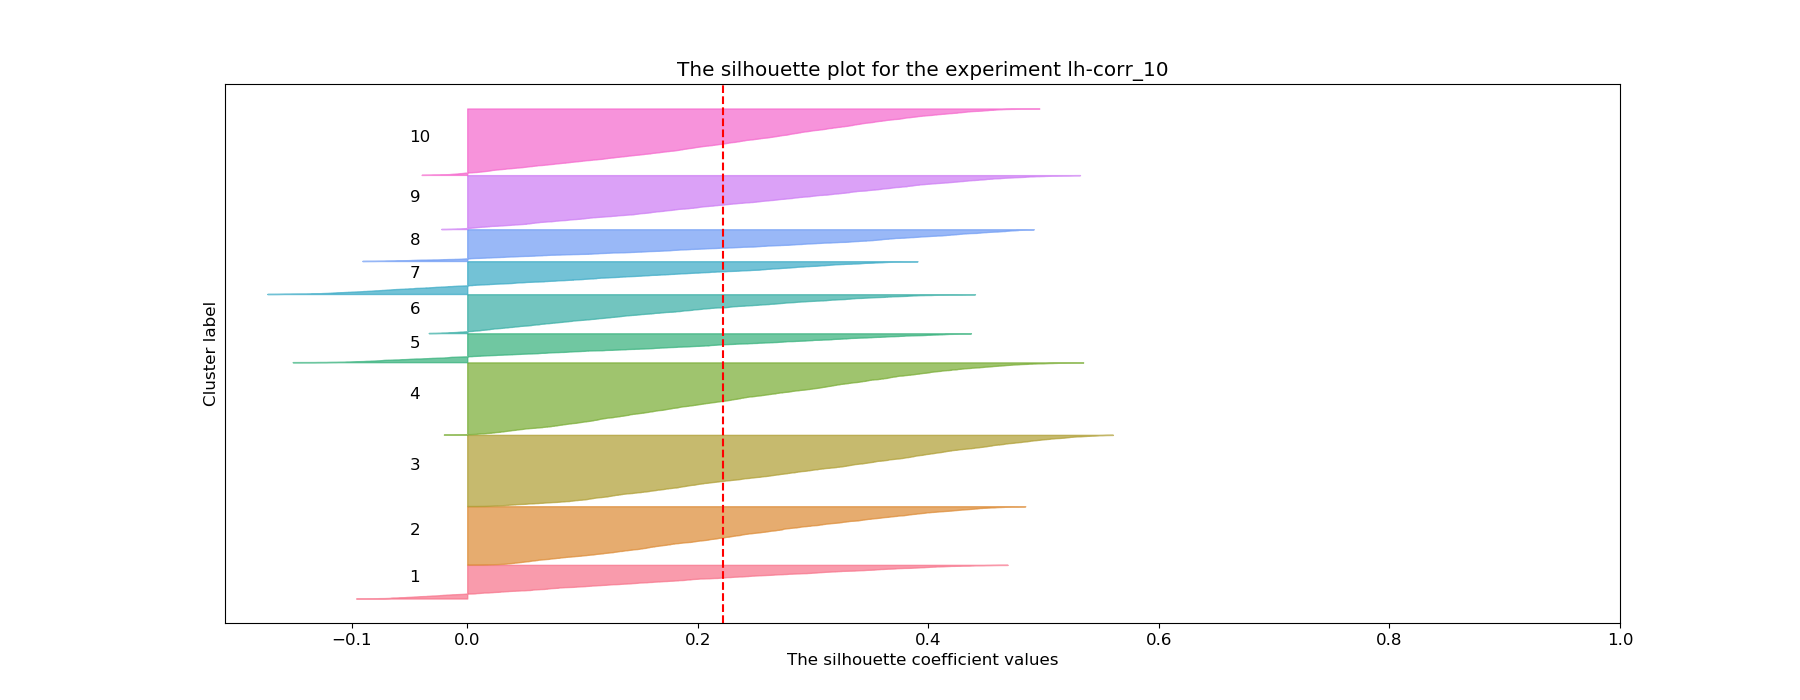 The silhouette plot for the experiment lh-corr_10
10
9
8
7
6
5
4
3
2
1
Cluster label
−0.1 0.0 0.2 0.4 0.6 0.8 1.0
The silhouette coefficient values